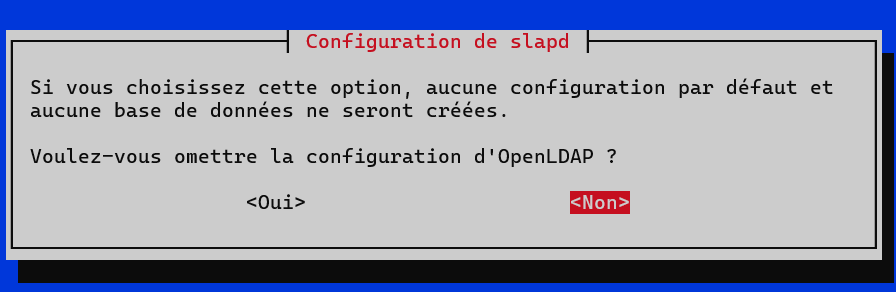 Configuration de slapd
Si vous choisissez cette option, aucune configuration par défaut et
aucune base de données ne seront créées.
Voulez-vous omettre la configuration d'OpenLDAP ?
<Oui> <Non>